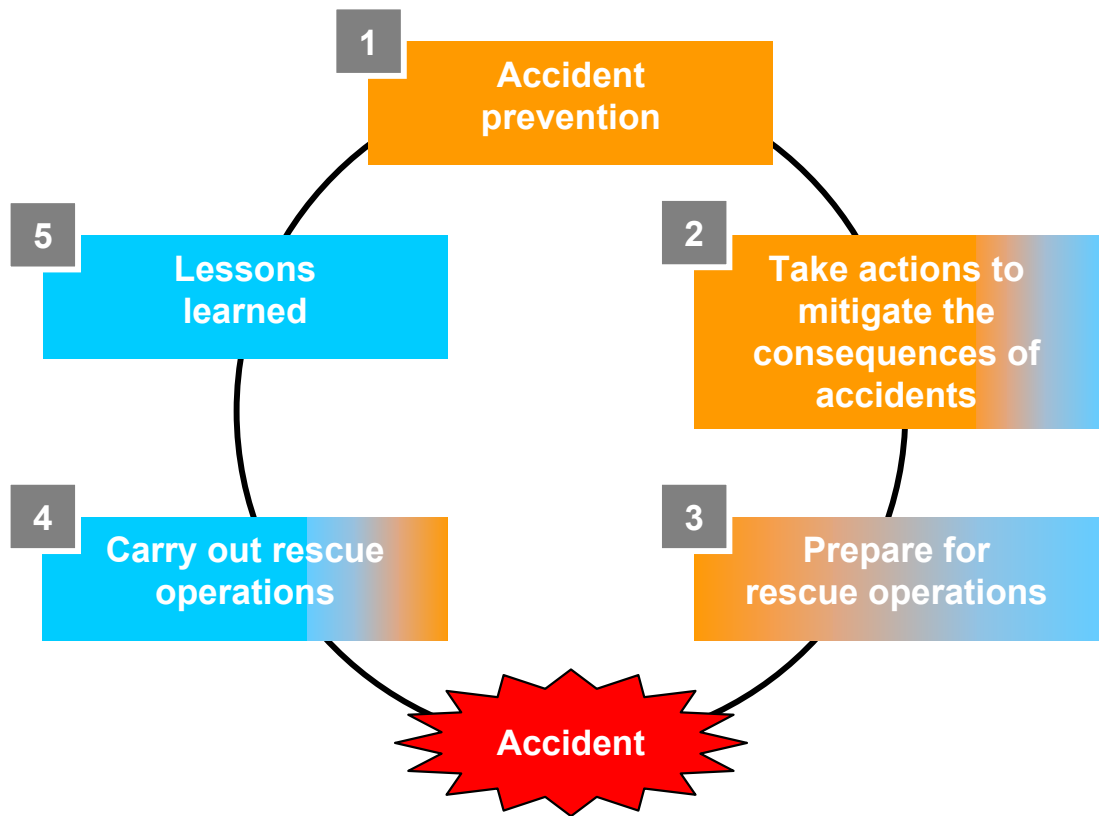 1
Accident
prevention
2
Take actions to
mitigate the
consequences of
accidents
3
Prepare for
rescue operations
Accident
4
Carry out rescue
operations
5
Lessons
learned